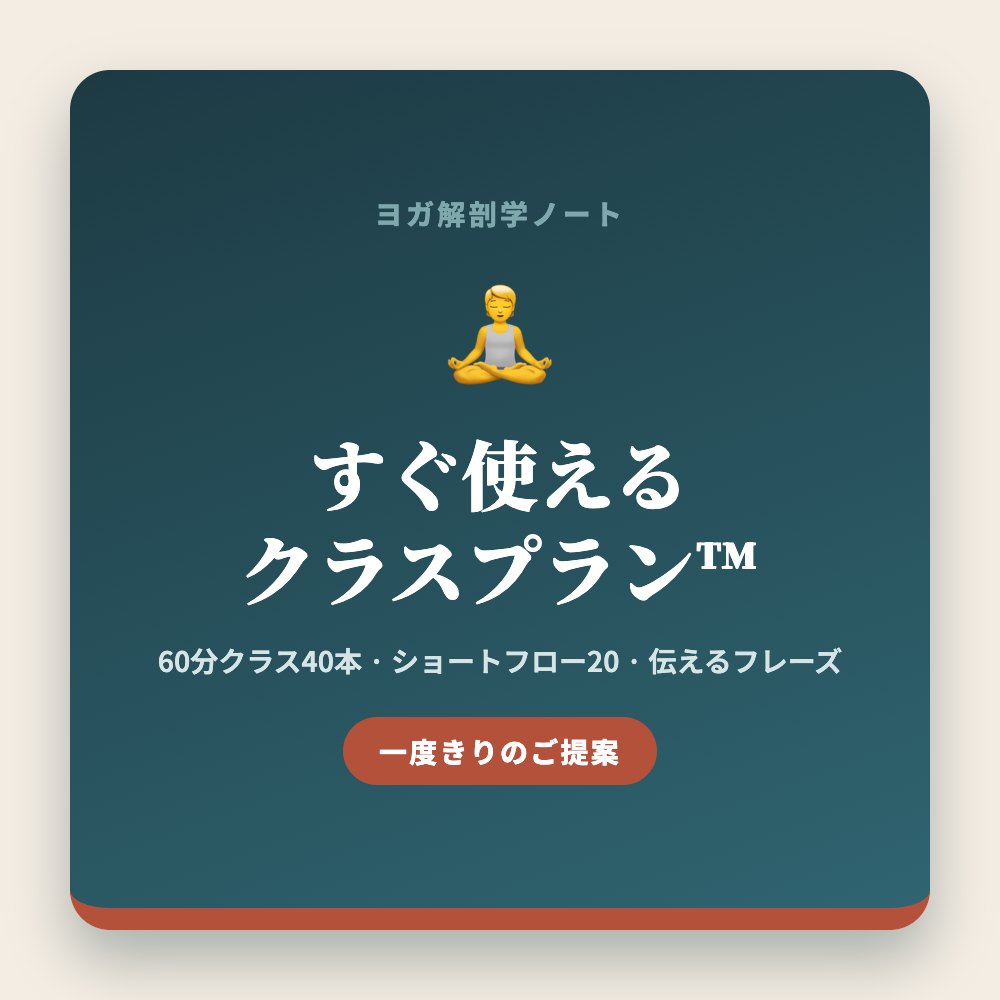 ヨガ解剖学ノート
すぐ使える
クラスプラン™
60分クラス40本 · ショートフロー20 · 伝えるフレーズ
一度きりのご提案